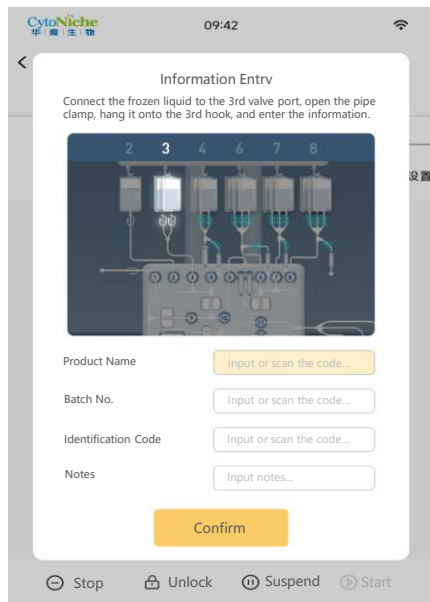 CytoNiche
华龛生物
09:42
Information Entry
Connect the frozen liquid to the 3rd valve port, open the pipe
clamp, hang it onto the 3rd hook, and enter the information.
2 3 4 6 7 8
设置
Product Name
Input or scan the code...
Batch No.
Input or scan the code...
Identification Code
Input or scan the code...
Notes
Input notes...
Confirm
Stop Unlock Suspend Start